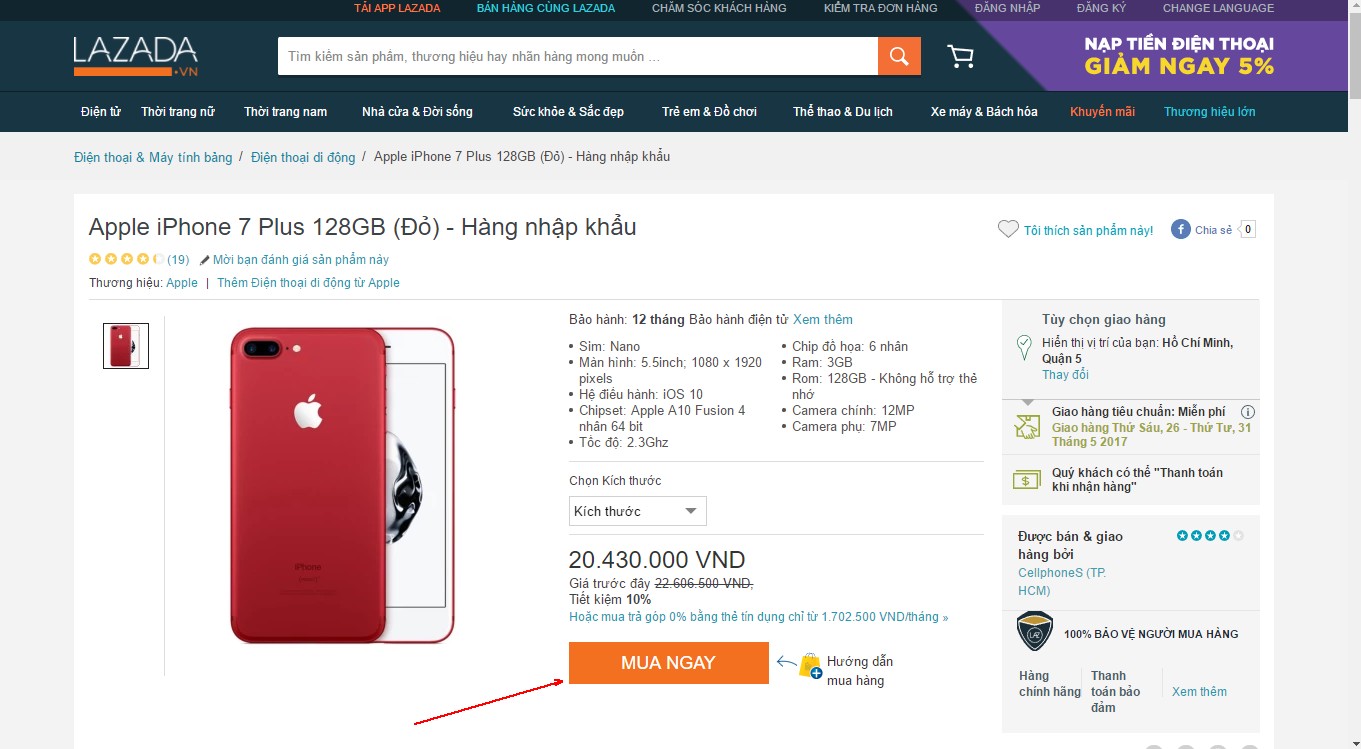 TẢI APP LAZADA
BÁN HÀNG CÙNG LAZADA
CHĂM SÓC KHÁCH HÀNG
KIỂM TRA ĐƠN HÀNG
ĐĂNG NHẬP
ĐĂNG KÝ
CHANGE LANGUAGE
LAZADA
.VN
Tìm kiếm sản phẩm, thương hiệu hay nhãn hàng mong muốn ...
NẠP TIỀN ĐIỆN THOẠI
GIẢM NGAY 5%
Điện tử
Thời trang nữ
Thời trang nam
Nhà cửa & Đời sống
Sức khỏe & Sắc đẹp
Trẻ em & Đồ chơi
Thể thao & Du lịch
Xe máy & Bách hóa
Khuyến mãi
Thương hiệu lớn
Điện thoại & Máy tính bảng / Điện thoại di động / Apple iPhone 7 Plus 128GB (Đỏ) - Hàng nhập khẩu
Apple iPhone 7 Plus 128GB (Đỏ) - Hàng nhập khẩu
Tôi thích sản phẩm này!
f Chia sẻ 0
(19) Mời bạn đánh giá sản phẩm này
Thương hiệu: Apple | Thêm Điện thoại di động từ Apple
iPhone
Bảo hành: 12 tháng Bảo hành điện tử Xem thêm
• Sim: Nano
• Màn hình: 5.5inch; 1080 x 1920
pixels
• Hệ điều hành: iOS 10
• Chipset: Apple A10 Fusion 4
nhân 64 bit
• Tốc độ: 2.3Ghz
• Chip đồ họa: 6 nhân
• Ram: 3GB
• Rom: 128GB - Không hỗ trợ thẻ
nhớ
• Camera chính: 12MP
• Camera phụ: 7MP
Chọn Kích thước
Kích thước
20.430.000 VND
Giá trước đây 22.606.500 VND,
Tiết kiệm 10%
Hoặc mua trả góp 0% bằng thẻ tín dụng chỉ từ 1.702.500 VND/tháng »
MUA NGAY
Hướng dẫn
mua hàng
Tùy chọn giao hàng
Hiển thị vị trí của bạn: Hồ Chí Minh,
Quận 5
Thay đổi
Giao hàng tiêu chuẩn: Miễn phí
Giao hàng Thứ Sáu, 26 - Thứ Tư, 31
Tháng 5 2017
Quý khách có thể "Thanh toán
khi nhận hàng"
Được bán & giao
hàng bởi
CellphoneS (TP.
HCM)
LAZ
100% BẢO VỆ NGƯỜI MUA HÀNG
Hàng
chính hãng
Thanh
toán bảo
đảm
Xem thêm